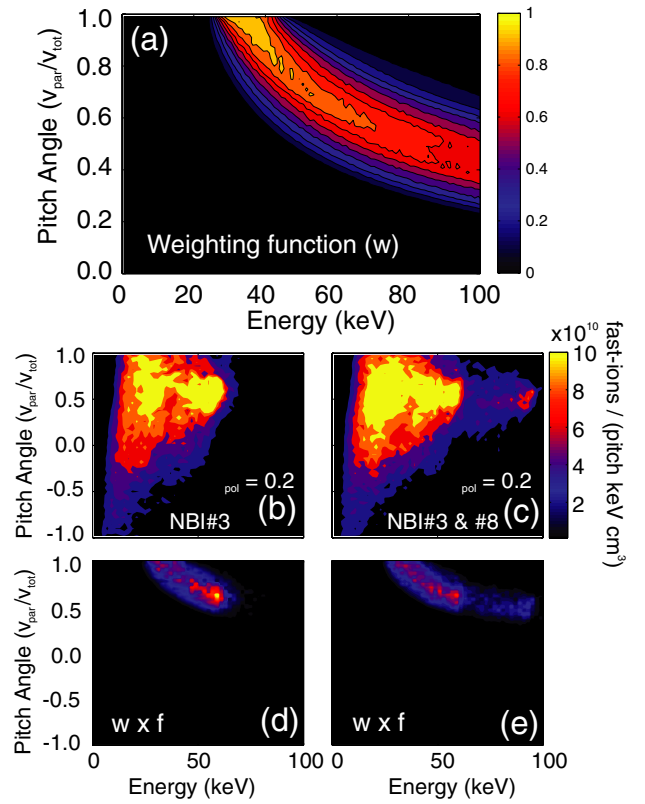 (a)
Pitch Angle (v_par/v_tot)
1.0
0.8
0.6
0.4
0.2
0.0
Weighting function (w)
0 20 40 60 80 100
Energy (keV)
1
0.8
0.6
0.4
0.2
0
x10^10
fast-ions / (pitch keV cm^3)
10
8
6
4
2
Pitch Angle (v_par/v_tot)
1.0
0.5
0.0
-0.5
-1.0
pol = 0.2
NBI#3 (b)
pol = 0.2
NBI#3 & #8 (c)
Pitch Angle (v_par/v_tot)
1.0
0.5
0.0
-0.5
-1.0
w x f (d)
w x f (e)
0 50 100
Energy (keV)
0 50 100
Energy (keV)